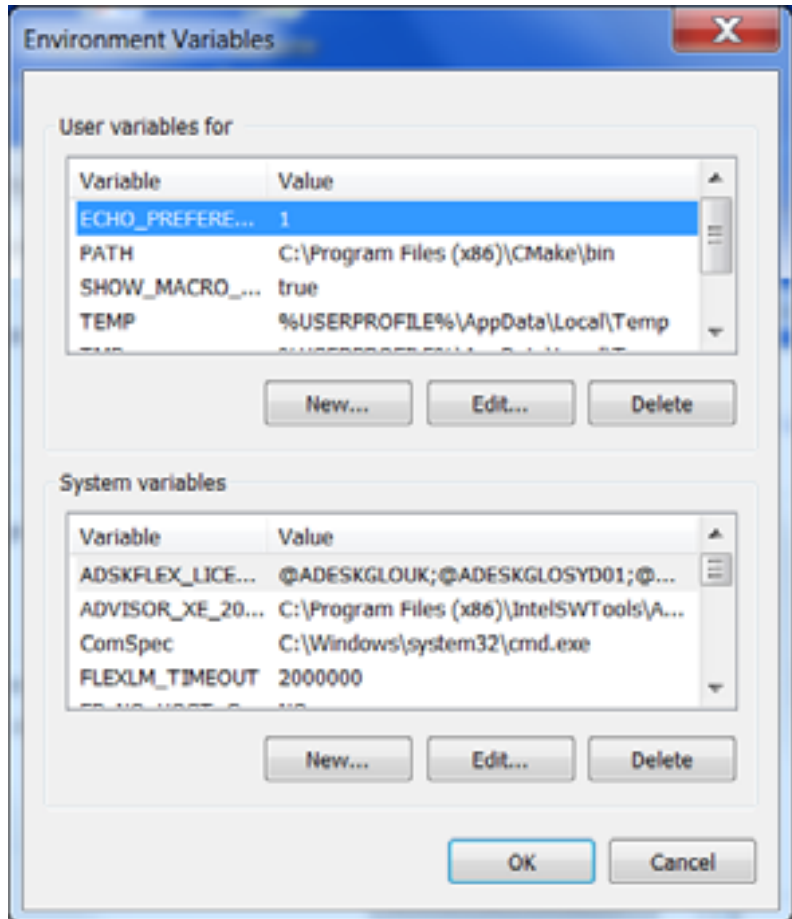 Environment Variables
User variables for
Variable Value
ECHO_PREFERE... 1
PATH C:\Program Files (x86)\CMake\bin
SHOW_MACRO_... true
TEMP %USERPROFILE%\AppData\Local\Temp
New... Edit... Delete
System variables
Variable Value
ADSKFLEX_LICE... @ADESKGLOUK;@ADESKGLOSYD01;@...
ADVISOR_XE_20... C:\Program Files (x86)\IntelSWTools\A...
ComSpec C:\Windows\system32\cmd.exe
FLEXLM_TIMEOUT 2000000
New... Edit... Delete
OK Cancel